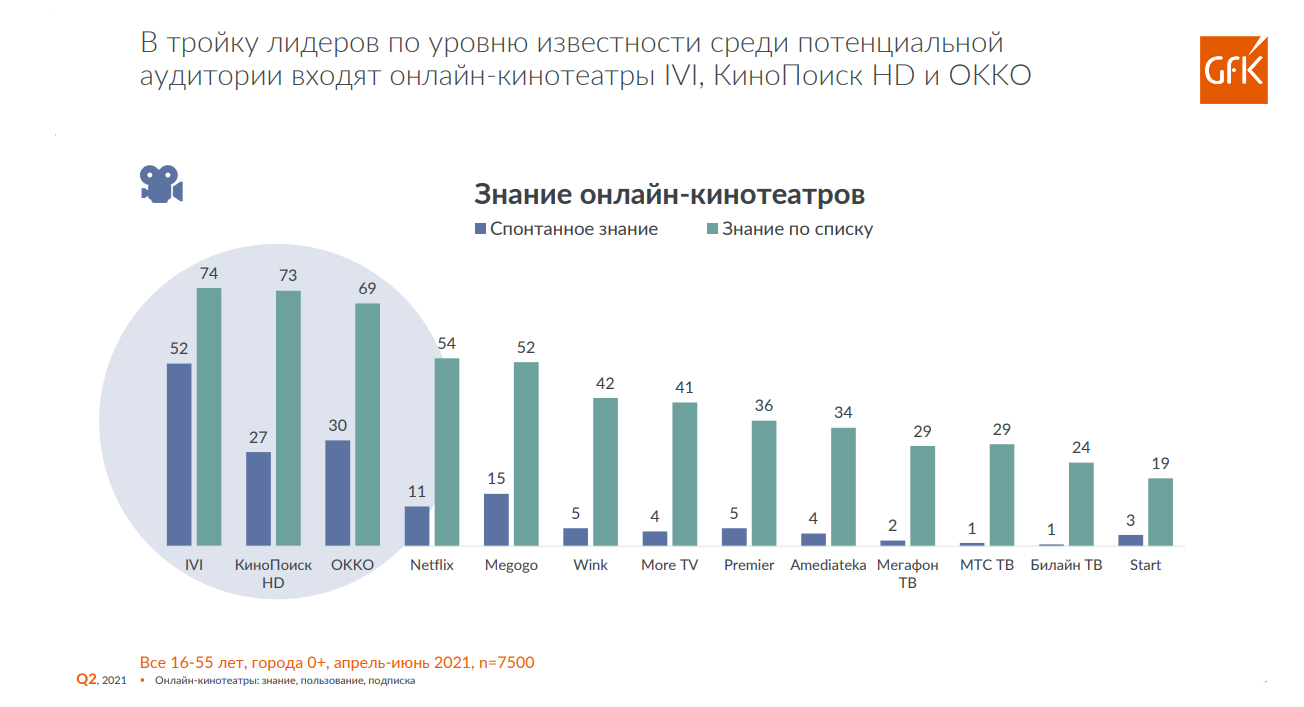 В тройку лидеров по уровню известности среди потенциальной
аудитории входят онлайн-кинотеатры IVI, КиноПоиск HD и ОККО
GfK
Знание онлайн-кинотеатров
Спонтанное знание Знание по списку
74 73 69
52 27 30
54 52 42 41 36 34 29 29 24 19
11 15 5 4 5 4 2 1 1 3
IVI КиноПоиск ОККО Netflix Megogo Wink More TV Premier Amediateka Мегафон МТС ТВ Билайн ТВ Start
HD ТВ
Все 16-55 лет, города 0+, апрель-июнь 2021, n=7500
Q2, 2021 ▪ Онлайн-кинотеатры: знание, пользование, подписка